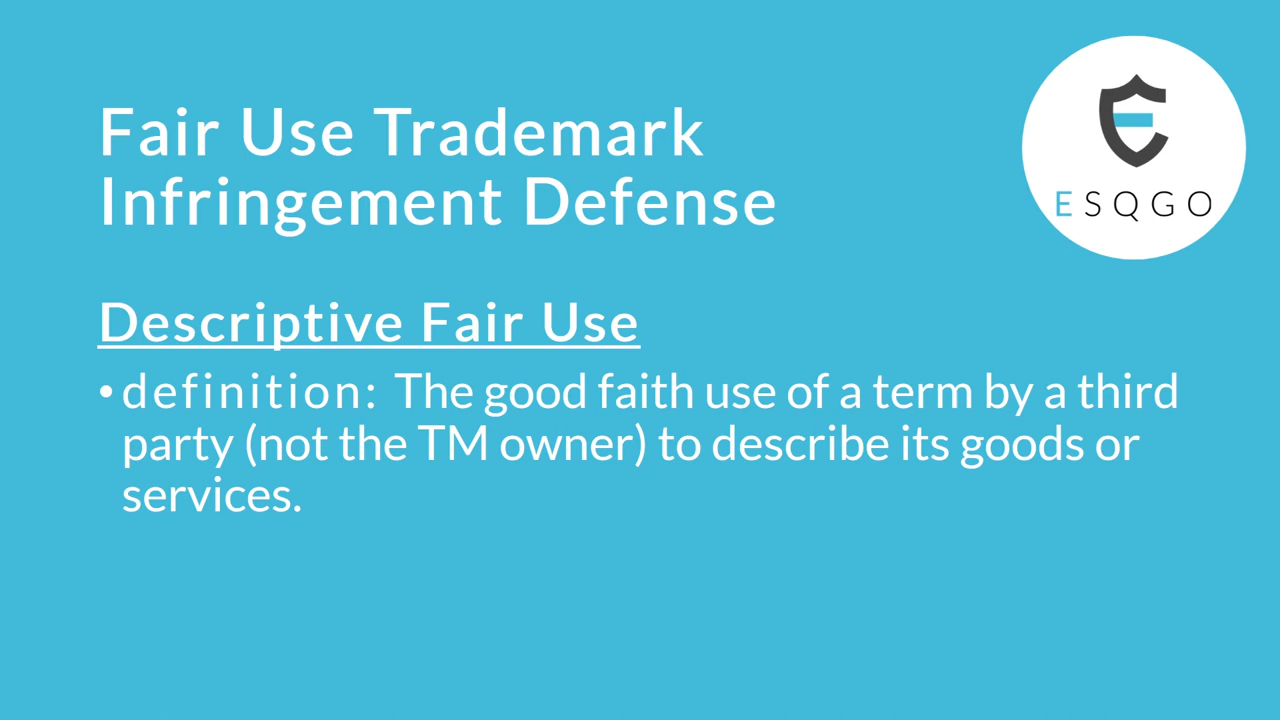 Fair Use Trademark
Infringement Defense
ESQGO
Descriptive Fair Use
• definition: The good faith use of a term by a third
party (not the TM owner) to describe its goods or
services.